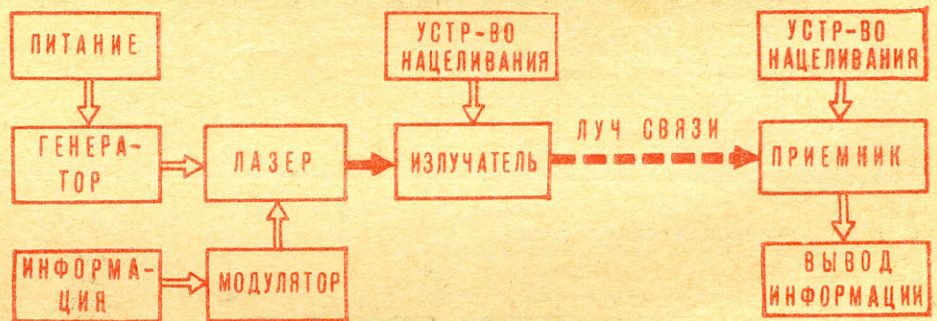 ПИТАНИЕ
УСТР-ВО
НАЦЕЛИВАНИЯ
УСТР-ВО
НАЦЕЛИВАНИЯ
ГЕНЕРА-
ТОР
ЛАЗЕР
ИЗЛУЧАТЕЛЬ
ЛУЧ СВЯЗИ
ПРИЕМНИК
ИНФОРМА-
ЦИЯ
МОДУЛЯТОР
ВЫВОД
ИНФОРМАЦИИ